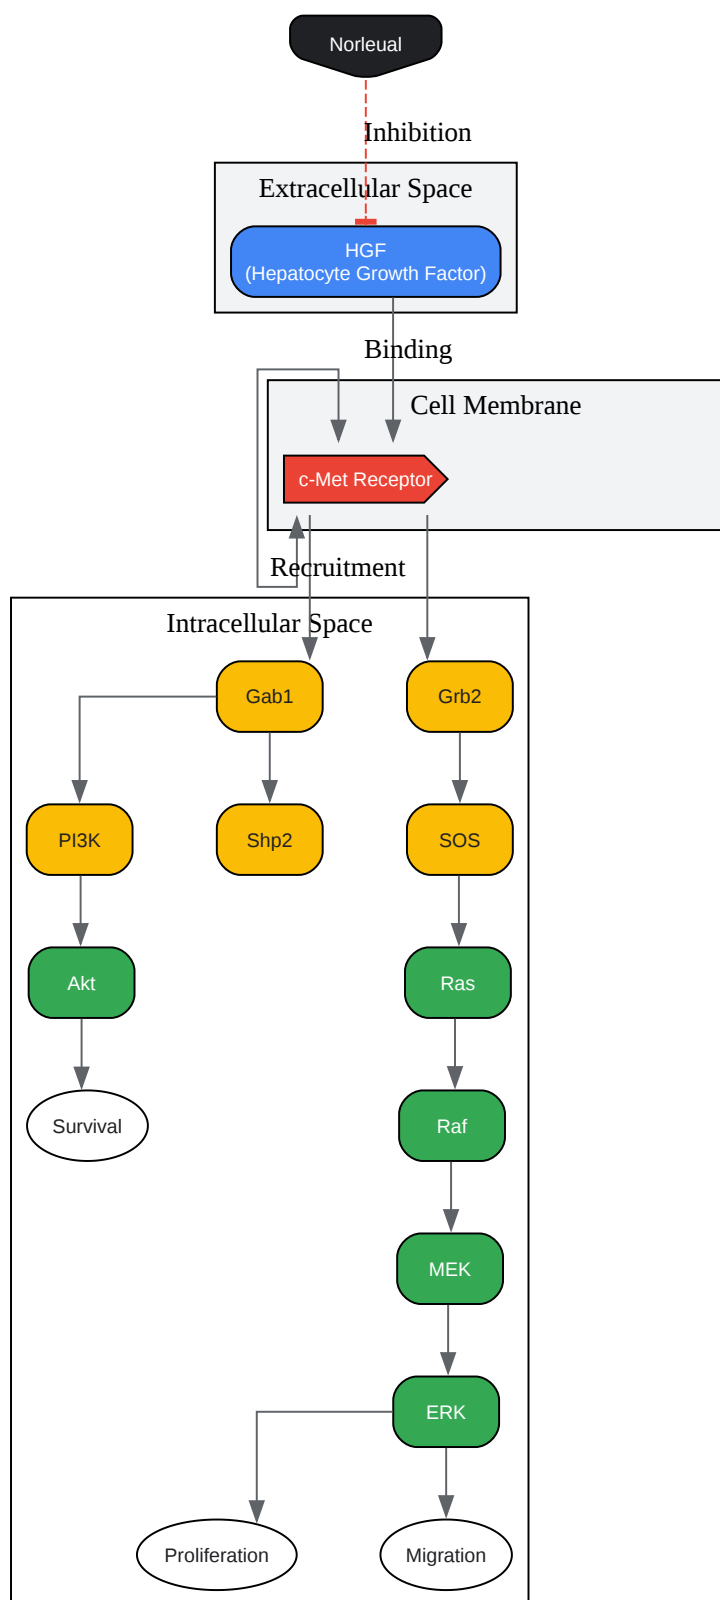 Norleual
Inhibition
Extracellular Space
HGF
(Hepatocyte Growth Factor)
Binding
Cell Membrane
c-Met Receptor
Recruitment
Intracellular Space
Gab1
Grb2
PI3K
Shp2
SOS
Akt
Ras
Survival
Raf
MEK
ERK
Proliferation
Migration